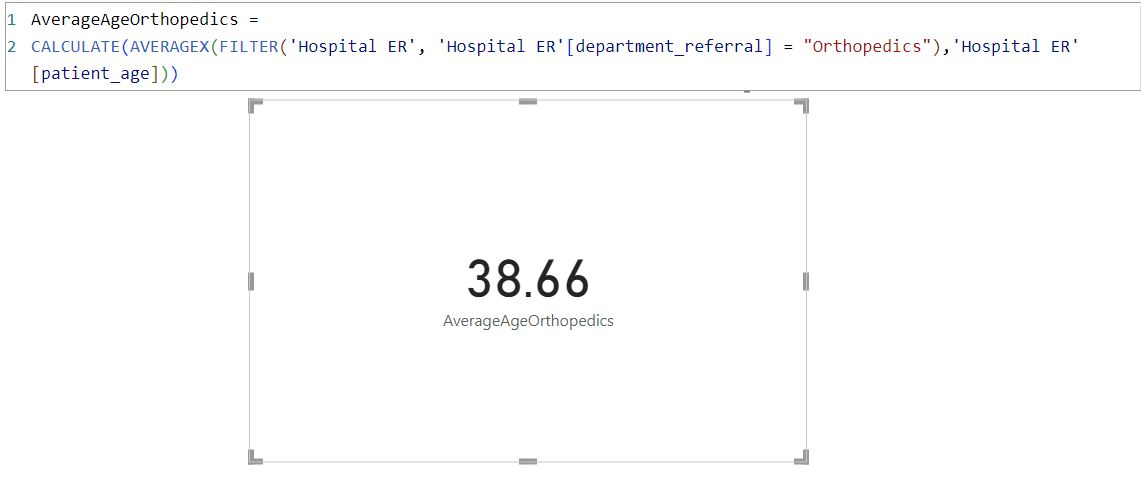 1 AverageAgeOrthopedics =
2 CALCULATE(AVERAGEX(FILTER('Hospital ER', 'Hospital ER'[department_referral] = "Orthopedics"),'Hospital ER'
[patient_age]))
38.66
AverageAgeOrthopedics